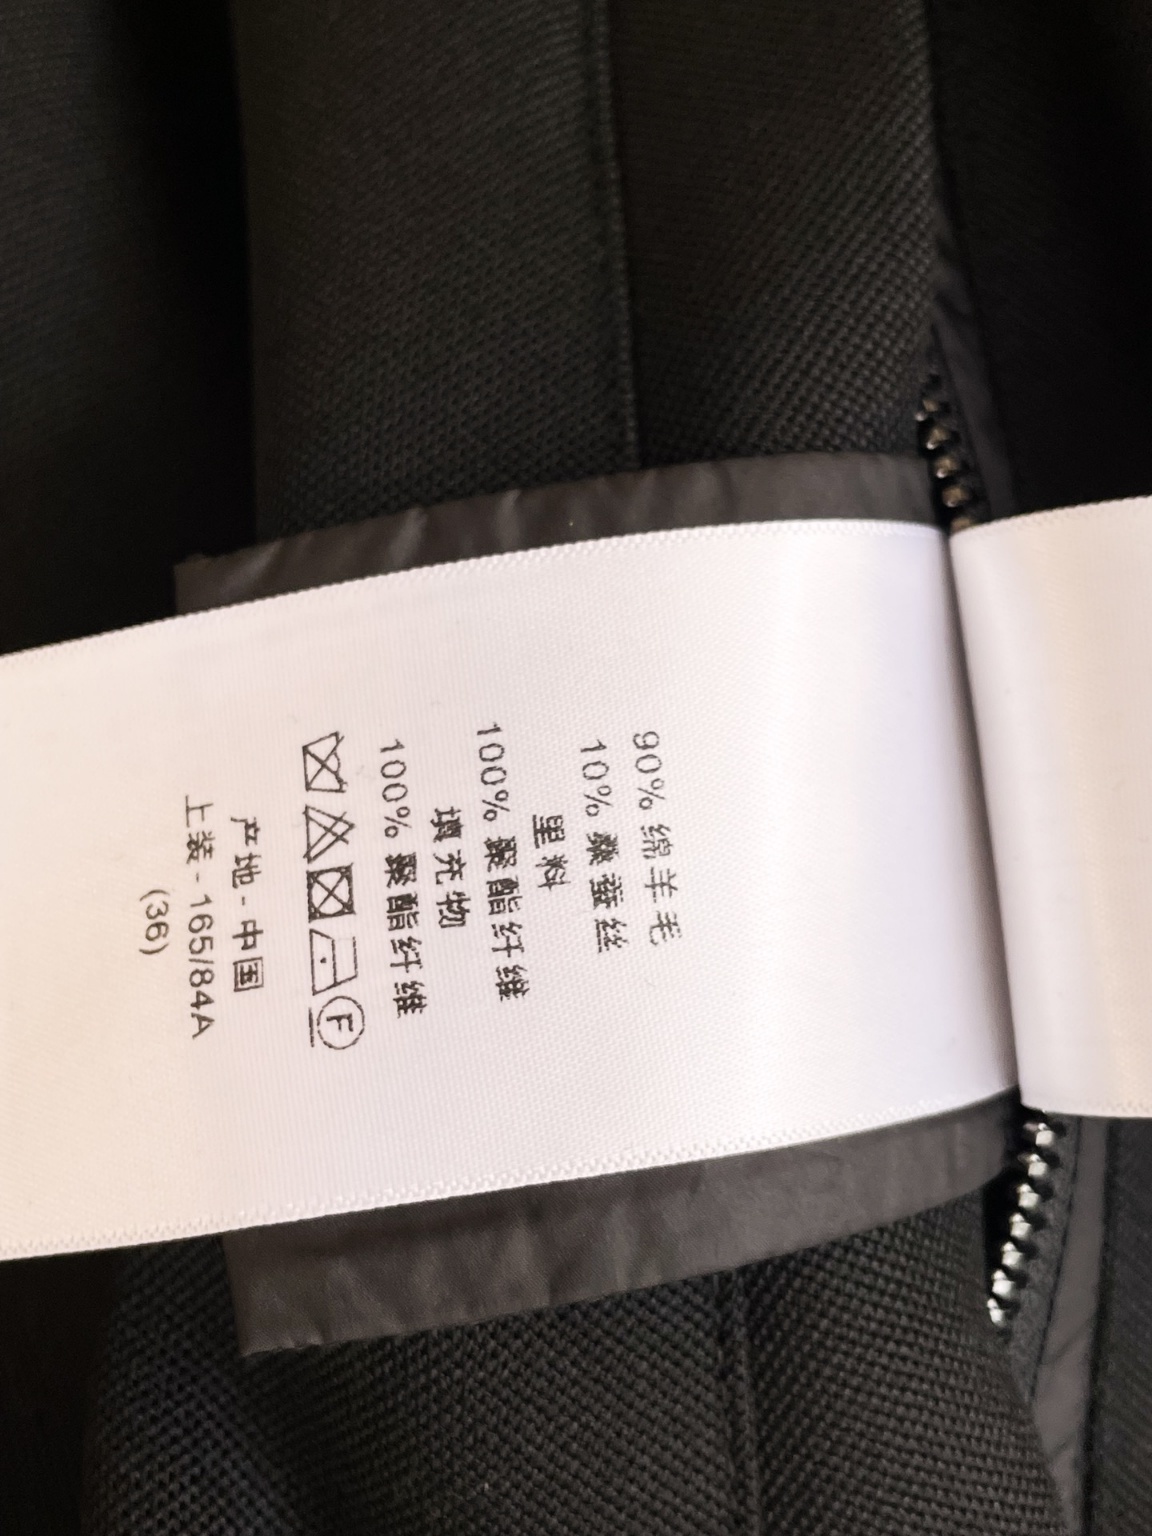 90% 绵羊毛
10% 桑蚕丝
里料
100% 聚酯纤维
填充物
100% 聚酯纤维
F
产地 - 中国
上装 - 165/84A
(36)